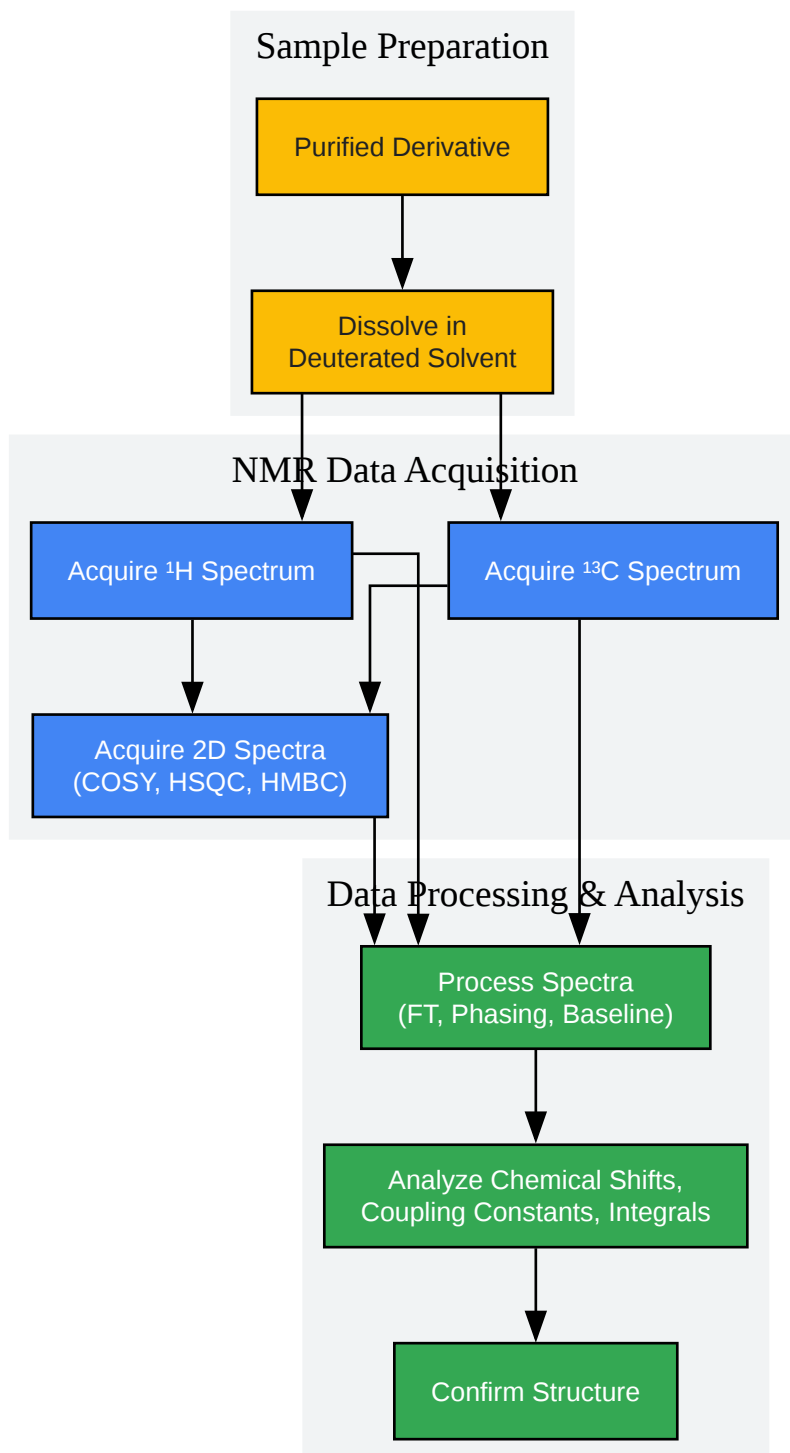 Sample Preparation
Purified Derivative
Dissolve in
Deuterated Solvent
NMR Data Acquisition
Acquire ¹H Spectrum
Acquire ¹³C Spectrum
Acquire 2D Spectra
(COSY, HSQC, HMBC)
Data Processing & Analysis
Process Spectra
(FT, Phasing, Baseline)
Analyze Chemical Shifts,
Coupling Constants, Integrals
Confirm Structure